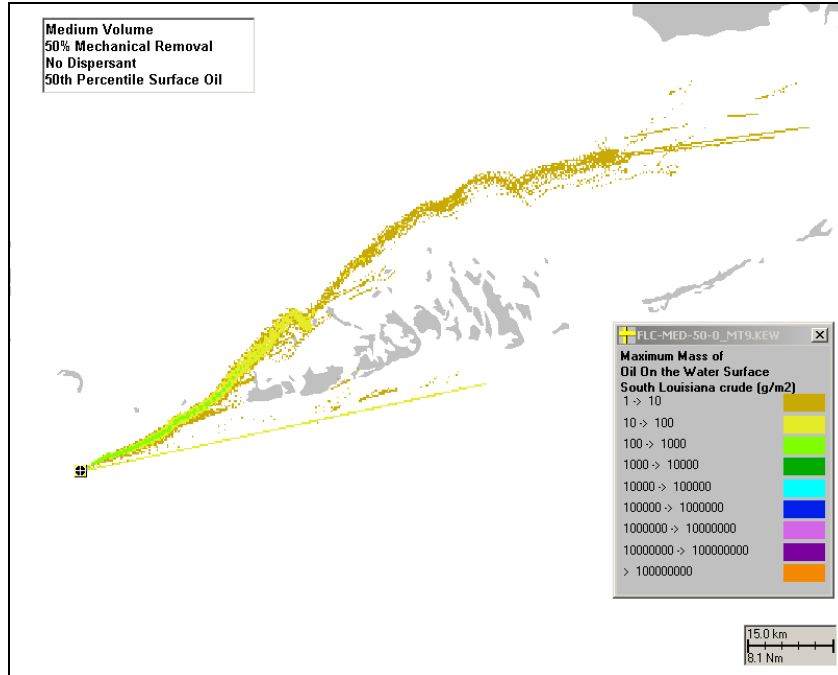 Medium Volume
50% Mechanical Removal
No Dispersant
50th Percentile Surface Oil
FLC-MED-50-0_MT9.KEW
Maximum Mass of
Oil On the Water Surface
South Louisiana crude (g/m2)
1 -> 10
10 -> 100
100 -> 1000
1000 -> 10000
10000 -> 100000
100000 -> 1000000
1000000 -> 10000000
10000000 -> 100000000
> 100000000
15.0 km
8.1 Nm